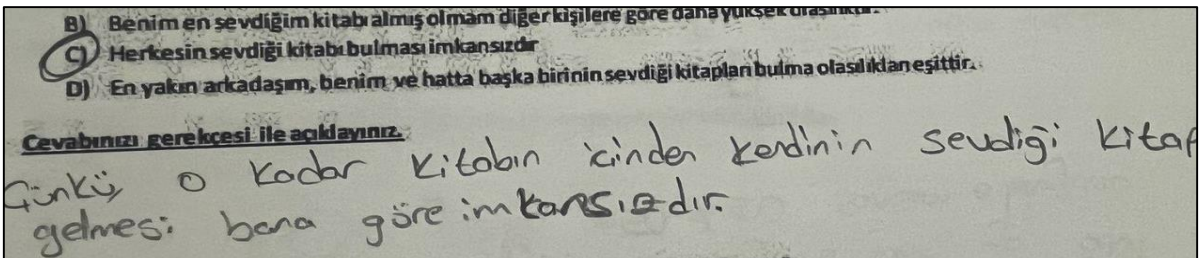 B) Benim en sevdiğim kitabı almış olmam diğer kişilere göre daha yüksek olasılıktır.
C) Herkesin sevdiği kitabı bulması imkansızdır
D) En yakın arkadaşım, benim ve hatta başka birinin sevdiği kitapları bulma olasılıkları eşittir.
Cevabınızı gerekçesi ile açıklayınız.
Çünkü, o kadar kitabın içinden kendinin sevdiği kitap
gelmesi bana göre imkansızdır.